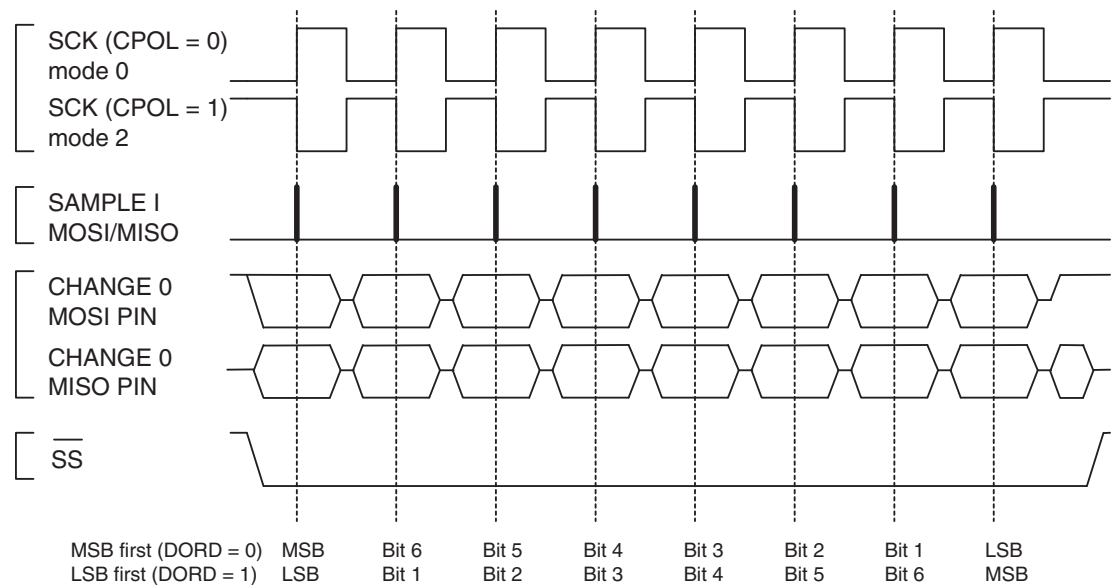 SCK (CPOL = 0)
mode 0
SCK (CPOL = 1)
mode 2
SAMPLE I
MOSI/MISO
CHANGE 0
MOSI PIN
CHANGE 0
MISO PIN
SS
MSB first (DORD = 0) MSB Bit 6 Bit 5 Bit 4 Bit 3 Bit 2 Bit 1 LSB
LSB first (DORD = 1) LSB Bit 1 Bit 2 Bit 3 Bit 4 Bit 5 Bit 6 MSB